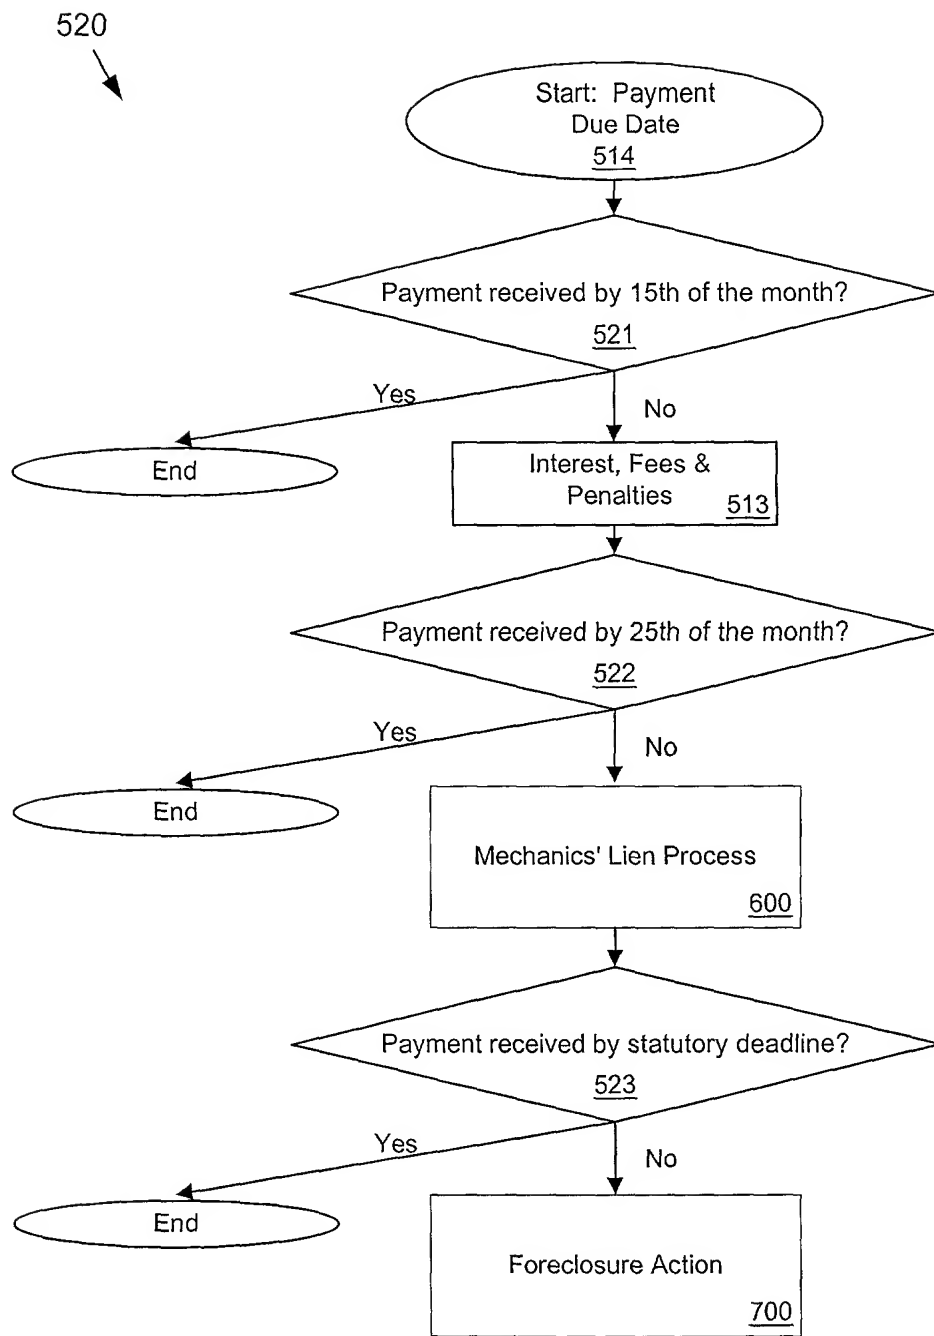 520
Start: Payment
Due Date
514
Payment received by 15th of the month?
521
Yes
No
End
Interest, Fees &
Penalties
513
Payment received by 25th of the month?
522
Yes
No
End
Mechanics' Lien Process
600
Payment received by statutory deadline?
523
Yes
No
End
Foreclosure Action
700